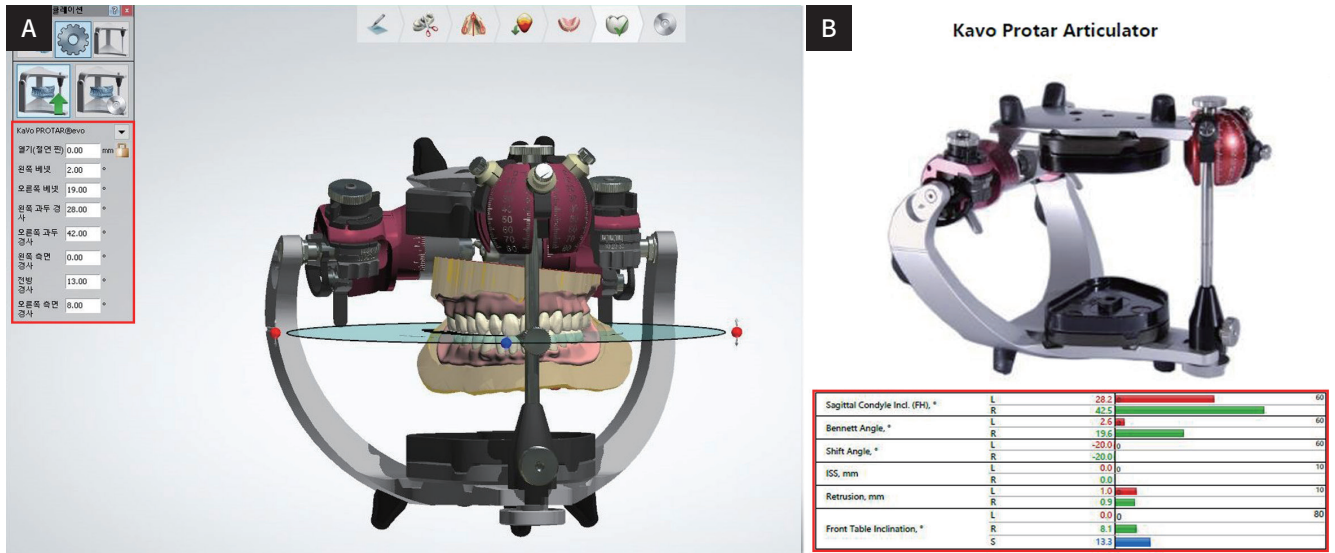 A
클레이션
KaVo PROTAR®evo
열기(절연 핀) 0.00 mm
왼쪽 베넷 2.00 °
오른쪽 베넷 19.00 °
왼쪽 과두 경
사 28.00 °
오른쪽 과두
경사 42.00 °
왼쪽 측면
경사 0.00 °
전방
경사 13.00 °
오른쪽 측면
경사 8.00 °
B
Kavo Protar Articulator
Sagittal Condyle Incl. (FH), ° L 28.2 60
R 42.5
Bennett Angle, ° L 2.6 60
R 19.6
Shift Angle, ° L -20.0 0 60
R -20.0
ISS, mm L 0.0 0 10
R 0.0
Retrusion, mm L 1.0 10
R 0.9
Front Table Inclination, ° L 0.0 0 80
R 8.1
S 13.3